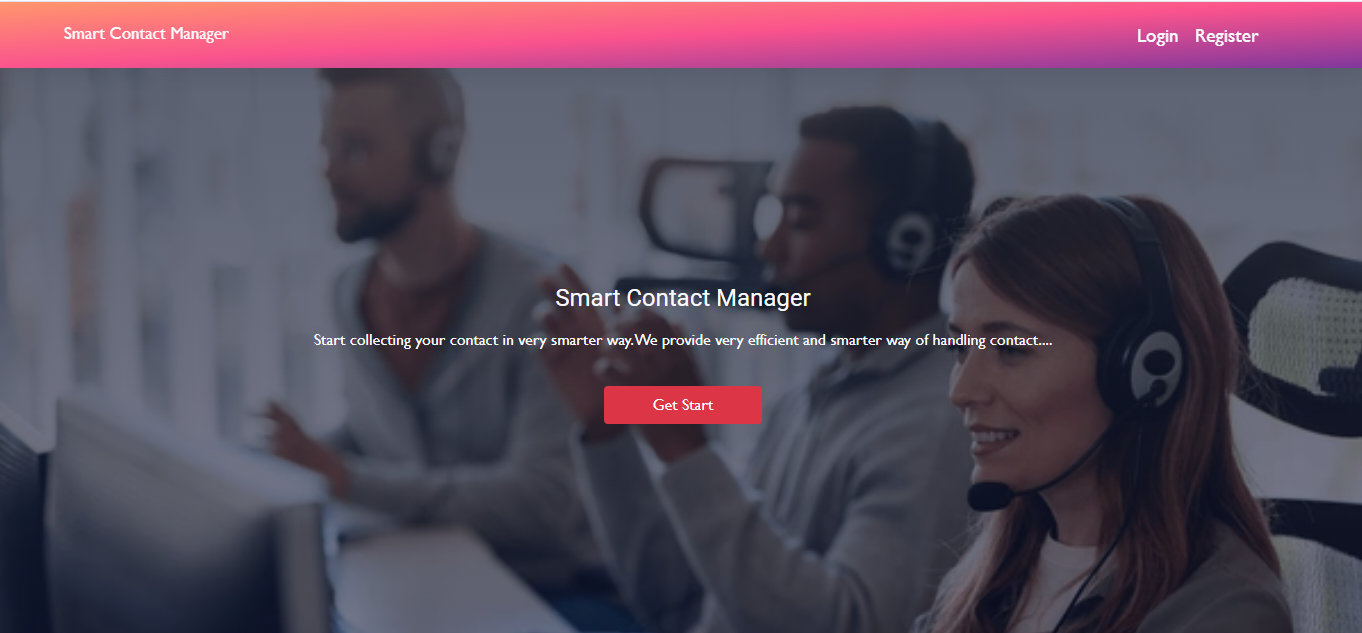 Smart Contact Manager
Login Register
Smart Contact Manager
Start collecting your contact in very smarter way.We provide very efficient and smarter way of handling contact....
Get Start